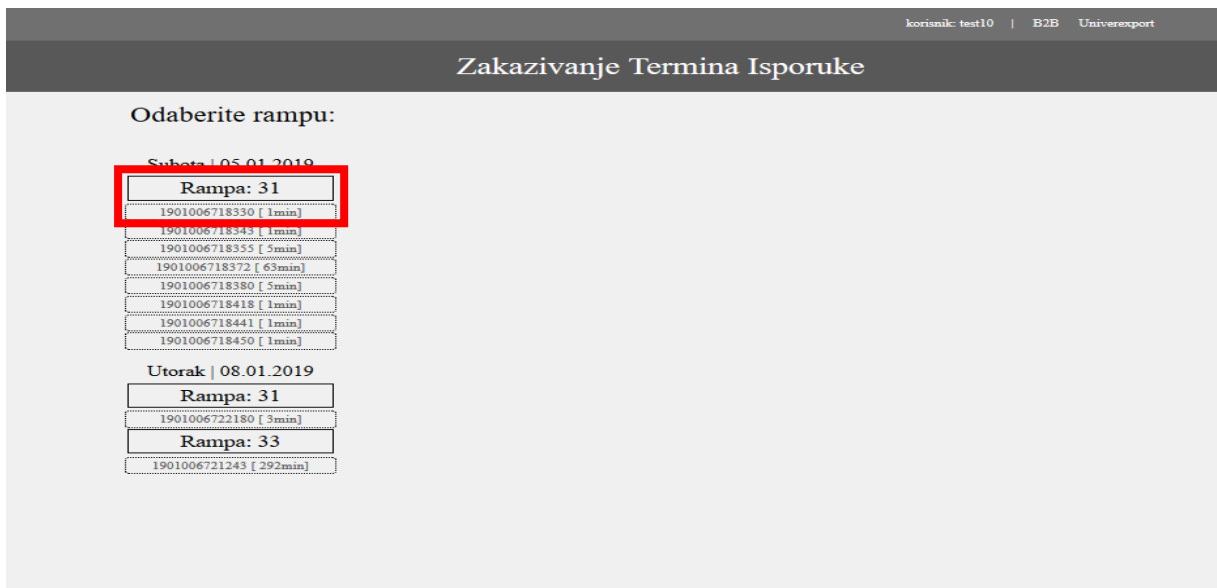 korisnik: test10 | B2B Univerexport
Zakazivanje Termina Isporuke
Odaberite rampu:
Subota | 05.01.2019
Rampa: 31
1901006718330 [ 1min]
1901006718343 [ 1min]
1901006718355 [ 5min]
1901006718372 [ 63min]
1901006718380 [ 5min]
1901006718418 [ 1min]
1901006718441 [ 1min]
1901006718450 [ 1min]
Utorak | 08.01.2019
Rampa: 31
1901006722180 [ 3min]
Rampa: 33
1901006721243 [ 292min]